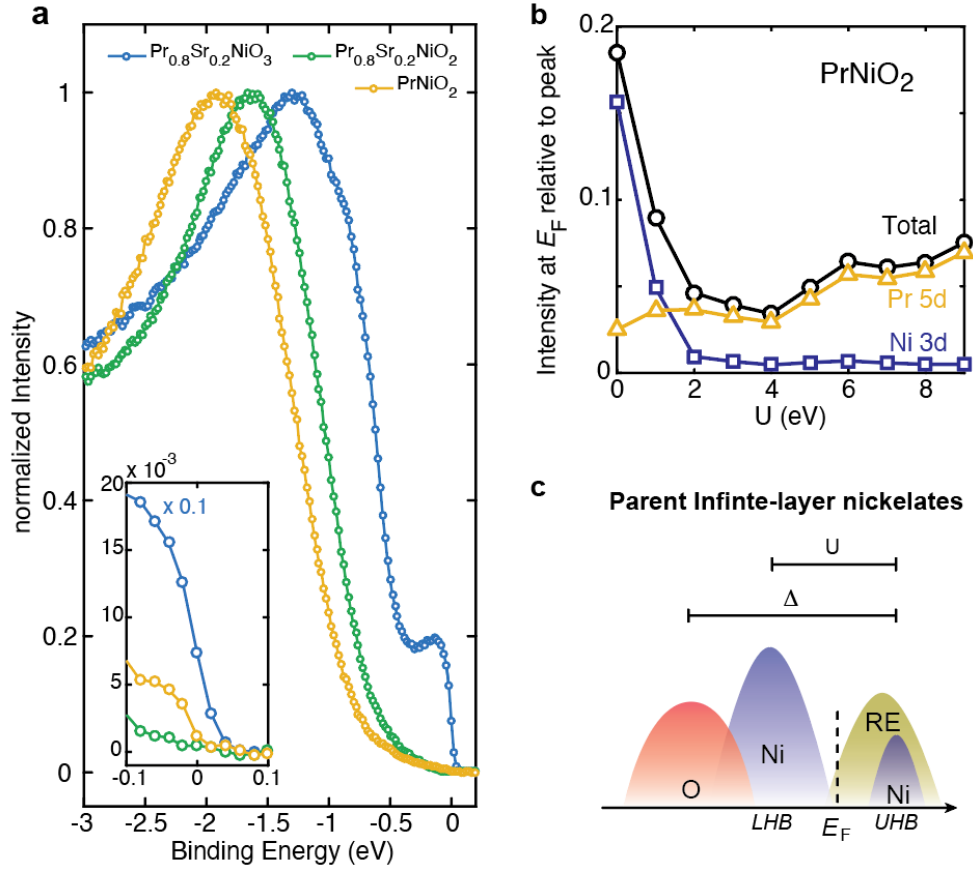 a
Pr0.8Sr0.2NiO3
Pr0.8Sr0.2NiO2
PrNiO2
normalized Intensity
1
0.8
0.6
0.4
0.2
0
-3
-2.5
-2
-1.5
-1
-0.5
0
Binding Energy (eV)
x 10-3
20
15
10
5
0
-0.1
0
0.1
x 0.1
b
Intensity at EF relative to peak
0.2
0.1
0
PrNiO2
Total
Pr 5d
Ni 3d
0
2
4
6
8
U (eV)
c
Parent Infinte-layer nickelates
U
Δ
O
Ni
RE
Ni
LHB
EF
UHB